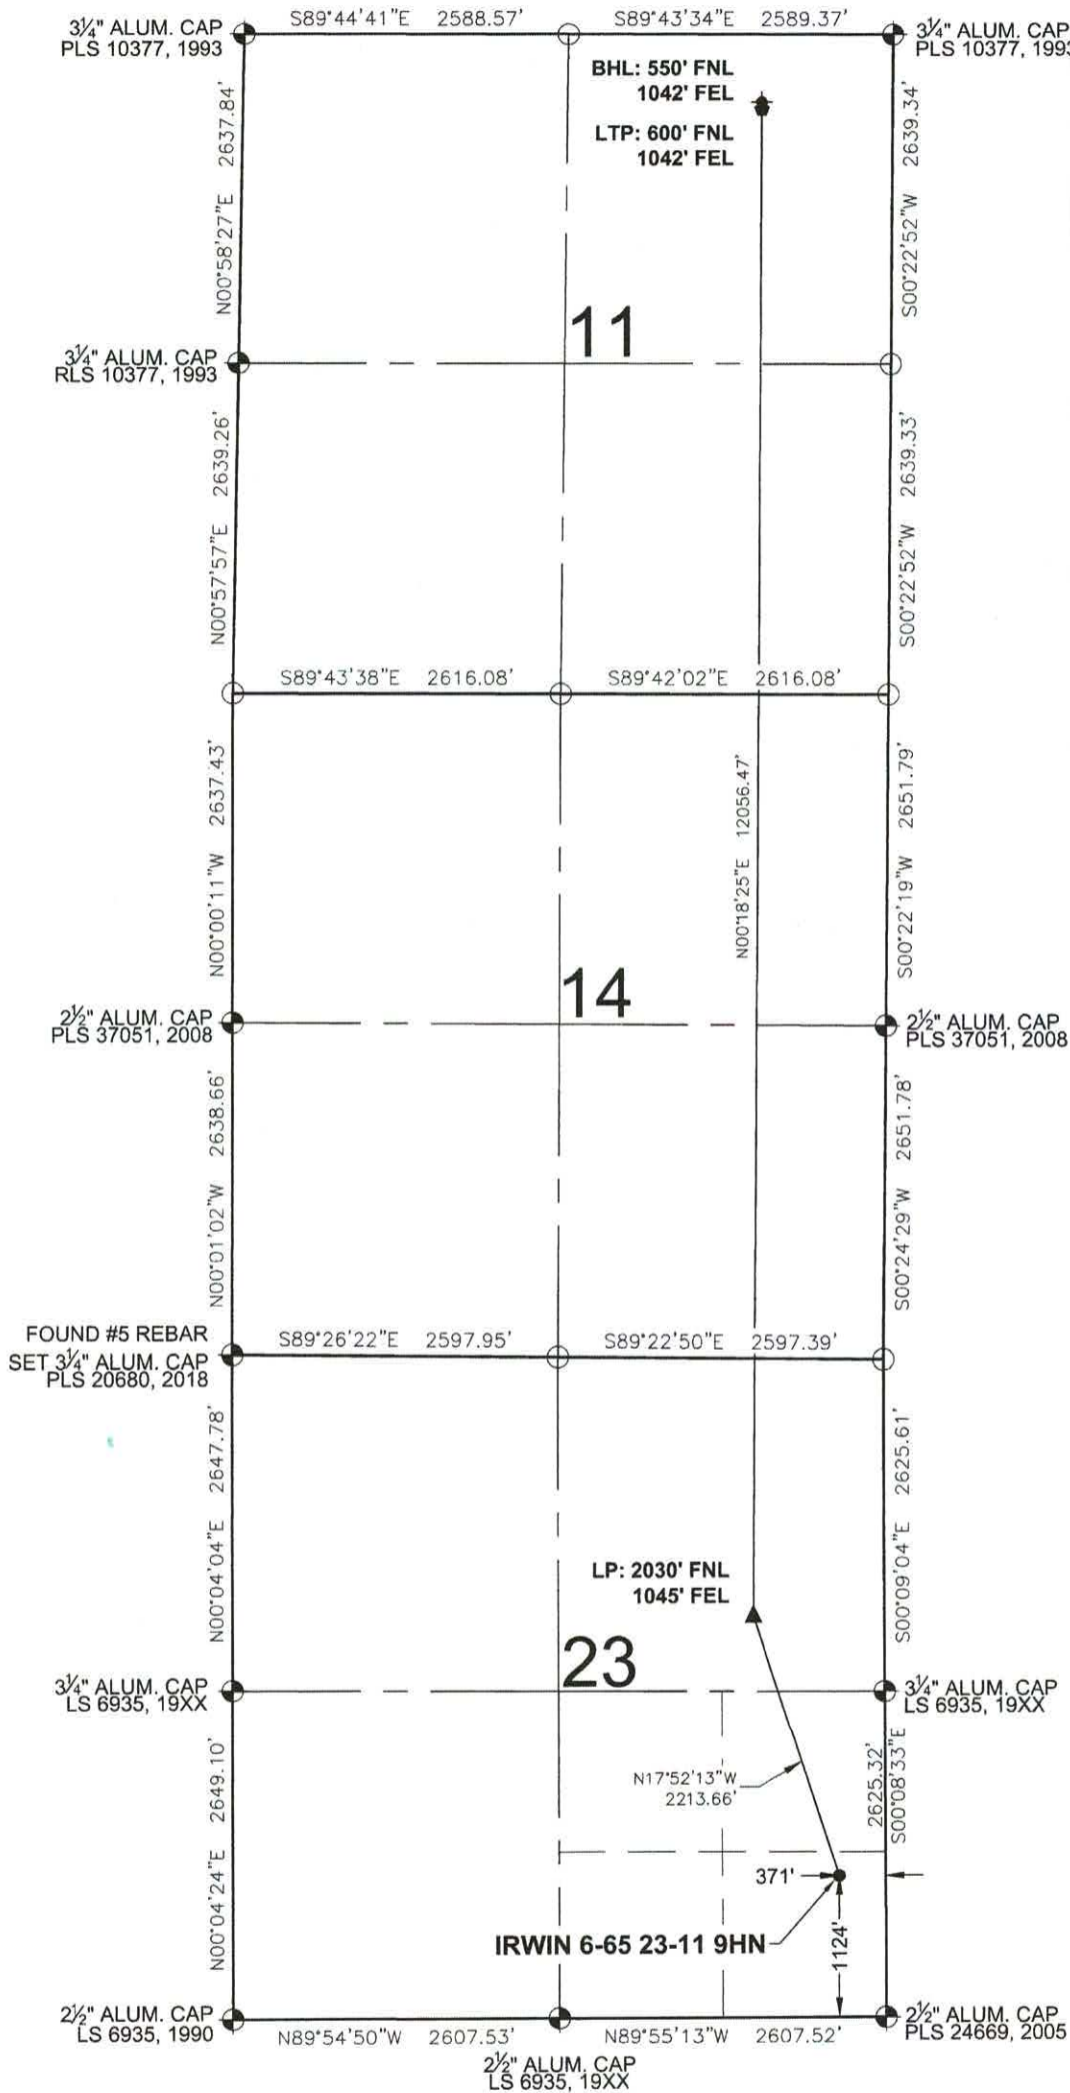 S89°44'41"E 2588.57'
S89°43'34"E 2589.37'
3¼" ALUM. CAP
PLS 10377, 1993
3¼" ALUM. CAP
PLS 10377, 1993
BHL: 550' FNL
1042' FEL
LTP: 600' FNL
1042' FEL
N00°58'27"E 2637.84'
S00°22'52"W 2639.34'
11
3¼" ALUM. CAP
RLS 10377, 1993
N00°57'57"E 2639.26'
S00°22'52"W 2639.33'
S89°43'38"E 2616.08'
S89°42'02"E 2616.08'
N00°00'11"W 2637.43'
N00°18'25"E 12056.47'
S00°22'19"W 2651.79'
14
2½" ALUM. CAP
PLS 37051, 2008
2½" ALUM. CAP
PLS 37051, 2008
N00°01'02"W 2638.66'
S00°24'29"W 2651.78'
FOUND #5 REBAR
SET 3¼" ALUM. CAP
PLS 20680, 2018
S89°26'22"E 2597.95'
S89°22'50"E 2597.39'
N00°04'04"E 2647.78'
S00°09'04"E 2625.61'
LP: 2030' FNL
1045' FEL
23
3¼" ALUM. CAP
LS 6935, 19XX
3¼" ALUM. CAP
LS 6935, 19XX
N00°04'24"E 2649.10'
N17°52'13"W
2213.66'
2625.32'
S00°08'33"E
371'
IRWIN 6-65 23-11 9HN
1124'
2½" ALUM. CAP
LS 6935, 1990
N89°54'50"W 2607.53'
N89°55'13"W 2607.52'
2½" ALUM. CAP
PLS 24669, 2005
2½" ALUM. CAP
LS 6935, 19XX